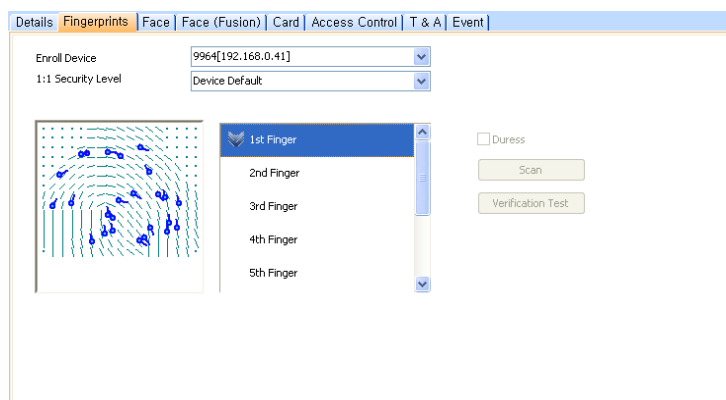 Details Fingerprints Face Face (Fusion) Card Access Control T & A Event
Enroll Device 9964[192.168.0.41]
1:1 Security Level Device Default
1st Finger
Duress
2nd Finger
Scan
3rd Finger
Verification Test
4th Finger
5th Finger